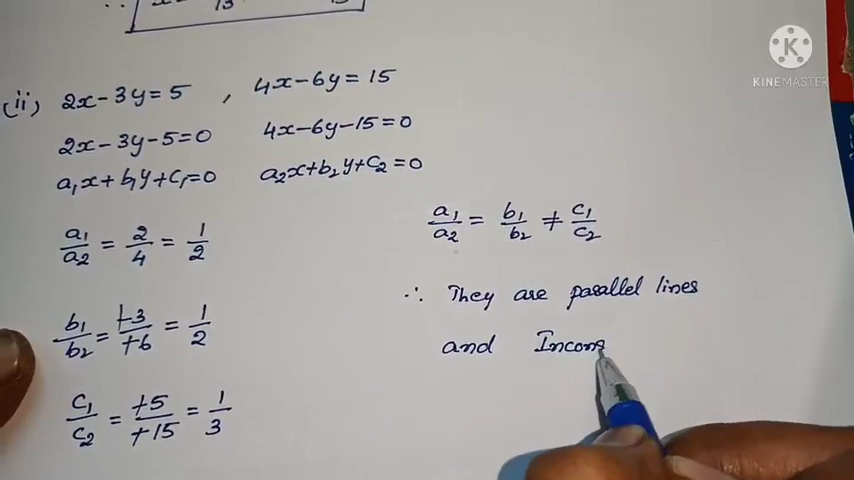 (ii) 2x-3y=5 , 4x-6y=15
2x-3y-5=0 4x-6y-15=0
a₁x+b₁y+c₁=0 a₂x+b₂y+c₂=0
a₁/a₂ = 2/4 = 1/2
b₁/b₂ = -3/-6 = 1/2
c₁/c₂ = -5/-15 = 1/3
a₁/a₂ = b₁/b₂ ≠ c₁/c₂
∴ They are parallel lines
and Incons
K
KINEMASTER